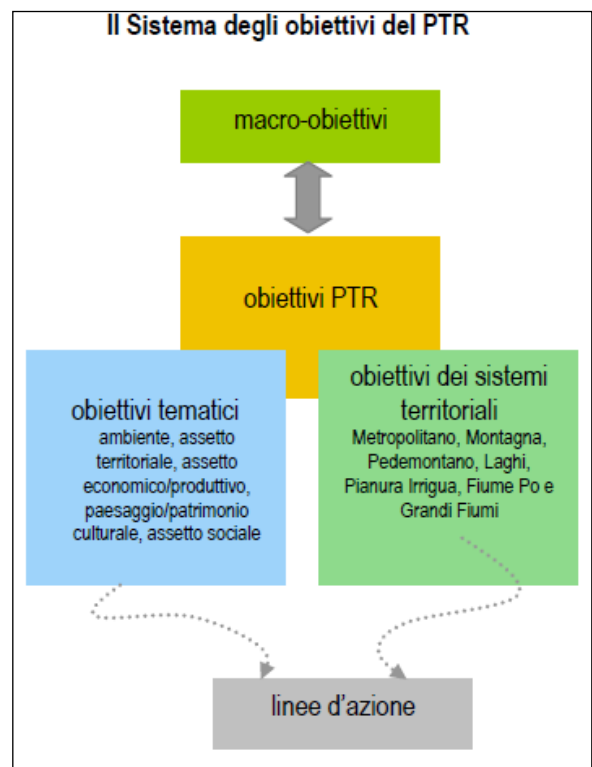 Il Sistema degli obiettivi del PTR
macro-obiettivi
obiettivi PTR
obiettivi tematici
ambiente, assetto
territoriale, assetto
economico/produttivo,
paesaggio/patrimonio
culturale, assetto sociale
obiettivi dei sistemi
territoriali
Metropolitano, Montagna,
Pedemontano, Laghi,
Pianura Irrigua, Fiume Po e
Grandi Fiumi
linee d'azione